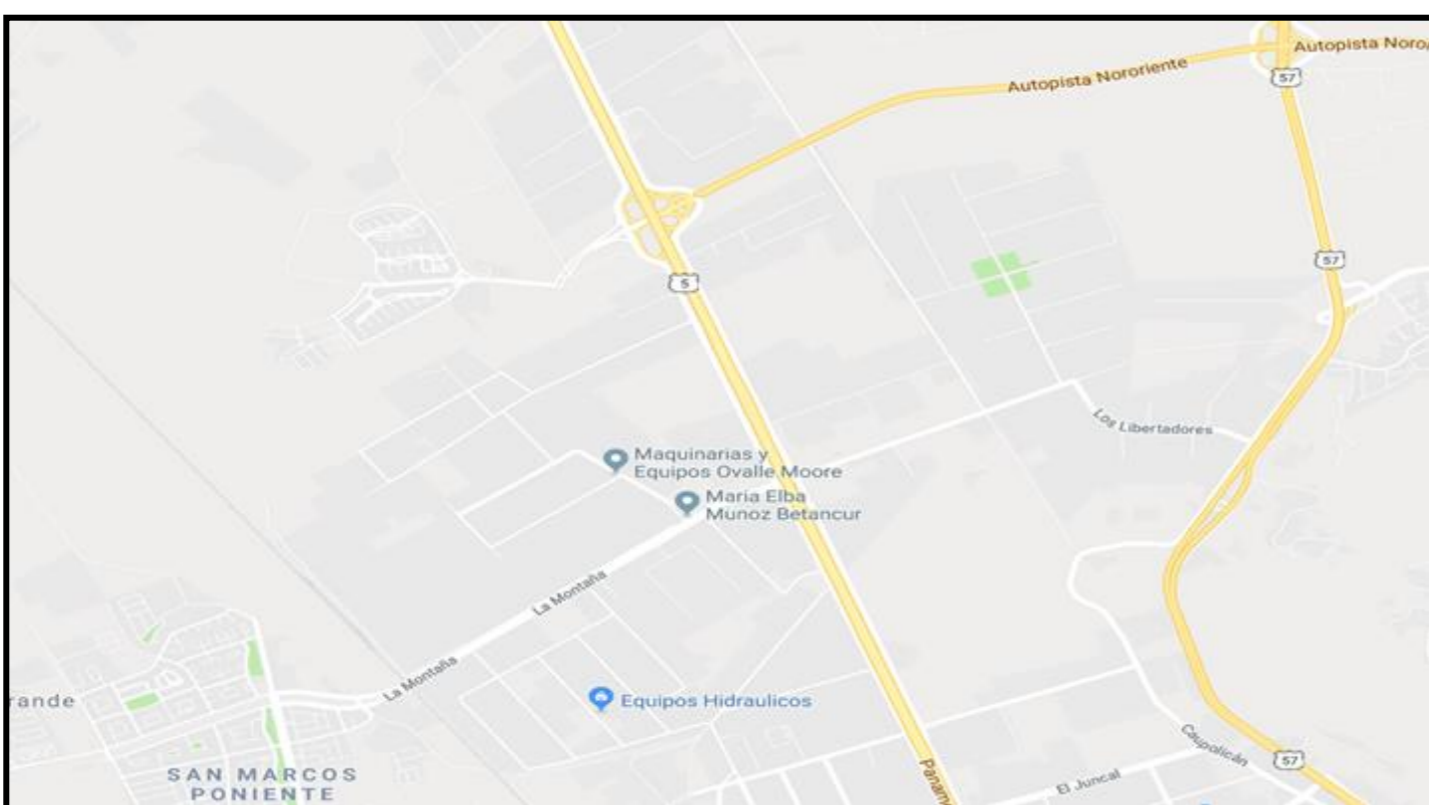 Autopista Noro
Autopista Nororiente
57
57
5
Los Libertadores
Maquinarias y
Equipos Ovalle Moore
Maria Elba
Munoz Betancur
La Montaña
La Montaña
rande
Equipos Hidraulicos
Caupolicán
57
SAN MARCOS
PONIENTE
El Juncal
Panam